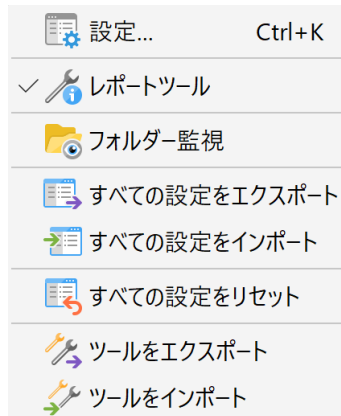 設定... Ctrl+K
レポートツール
フォルダー監視
すべての設定をエクスポート
すべての設定をインポート
すべての設定をリセット
ツールをエクスポート
ツールをインポート